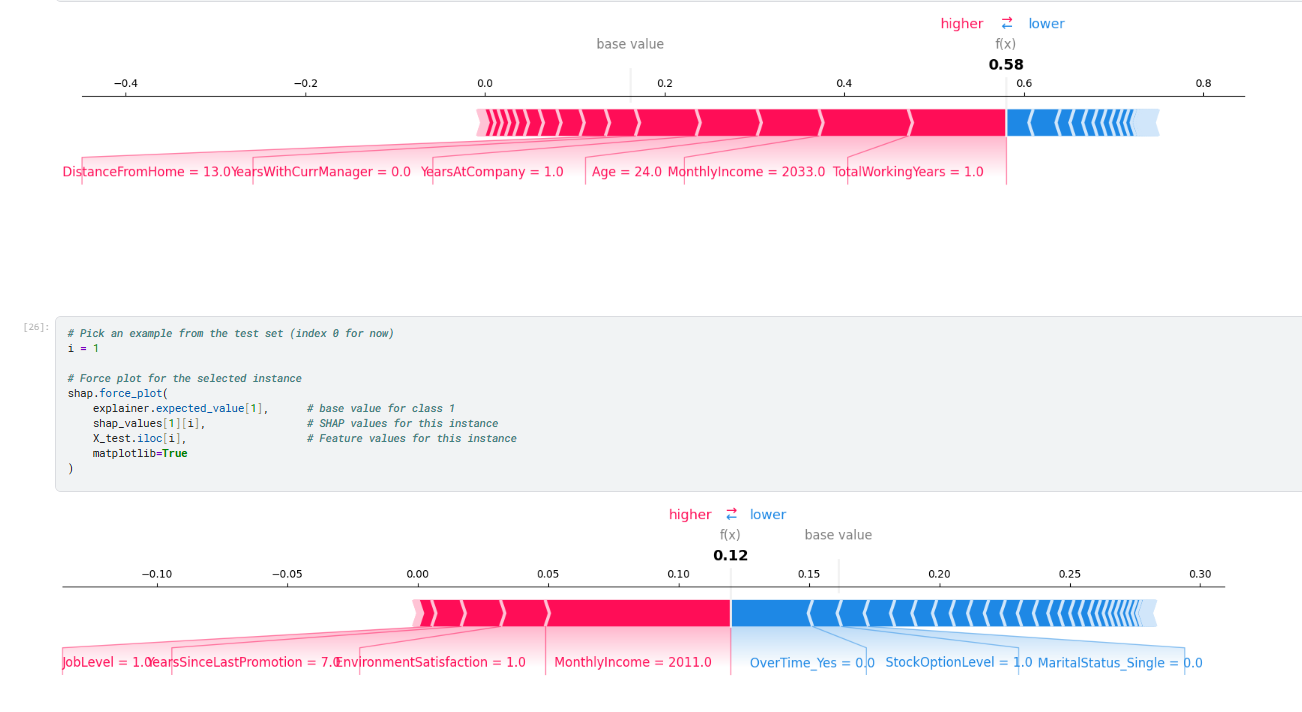 higher ⇄ lower
base value f(x)
0.58
−0.4 −0.2 0.0 0.2 0.4 0.6 0.8
DistanceFromHome = 13.0 YearsWithCurrManager = 0.0 YearsAtCompany = 1.0 Age = 24.0 MonthlyIncome = 2033.0 TotalWorkingYears = 1.0
[26]:
# Pick an example from the test set (index 0 for now)
i = 1
# Force plot for the selected instance
shap.force_plot(
    explainer.expected_value[1],      # base value for class 1
    shap_values[1][i],                # SHAP values for this instance
    X_test.iloc[i],                   # Feature values for this instance
    matplotlib=True
)
higher ⇄ lower
f(x) base value
0.12
−0.10 −0.05 0.00 0.05 0.10 0.15 0.20 0.25 0.30
JobLevel = 1.0 YearsSinceLastPromotion = 7.0 EnvironmentSatisfaction = 1.0 MonthlyIncome = 2011.0 OverTime_Yes = 0.0 StockOptionLevel = 1.0 MaritalStatus_Single = 0.0